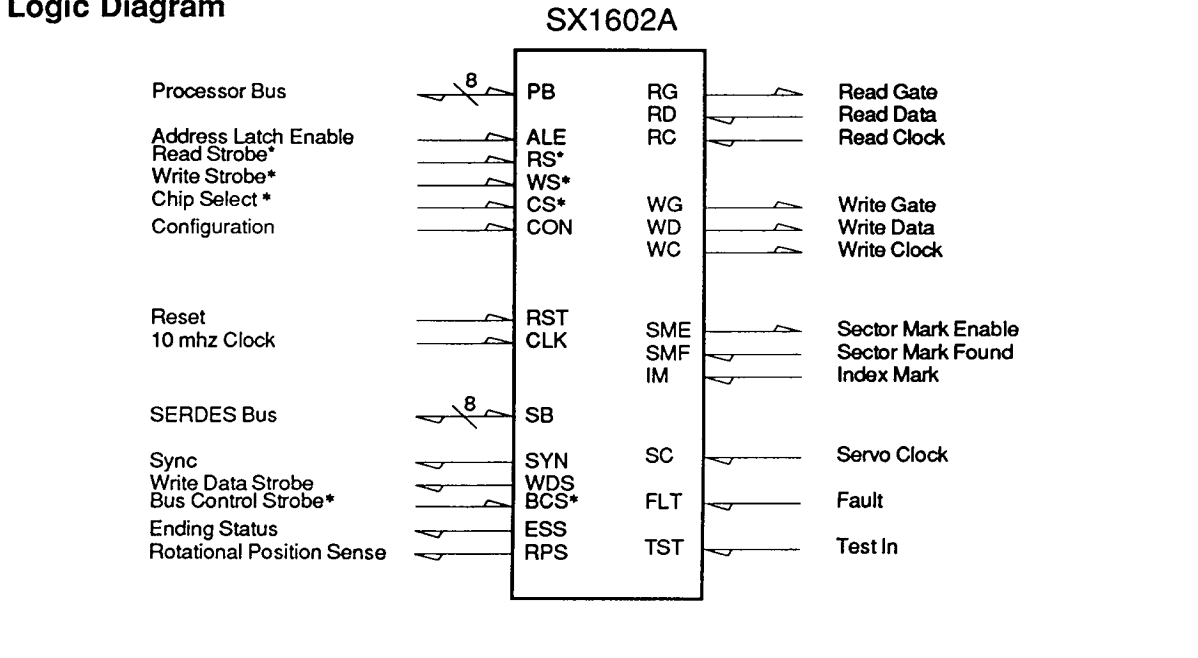 Logic Diagram
SX1602A
Processor Bus 8 PB RG Read Gate
RD Read Data
Address Latch Enable ALE RC Read Clock
Read Strobe* RS*
Write Strobe* WS*
Chip Select * CS* WG Write Gate
Configuration CON WD Write Data
WC Write Clock
Reset RST SME Sector Mark Enable
10 mhz Clock CLK SMF Sector Mark Found
IM Index Mark
SERDES Bus 8 SB
Sync SYN SC Servo Clock
Write Data Strobe WDS
Bus Control Strobe* BCS* FLT Fault
Ending Status ESS
Rotational Position Sense RPS TST Test In